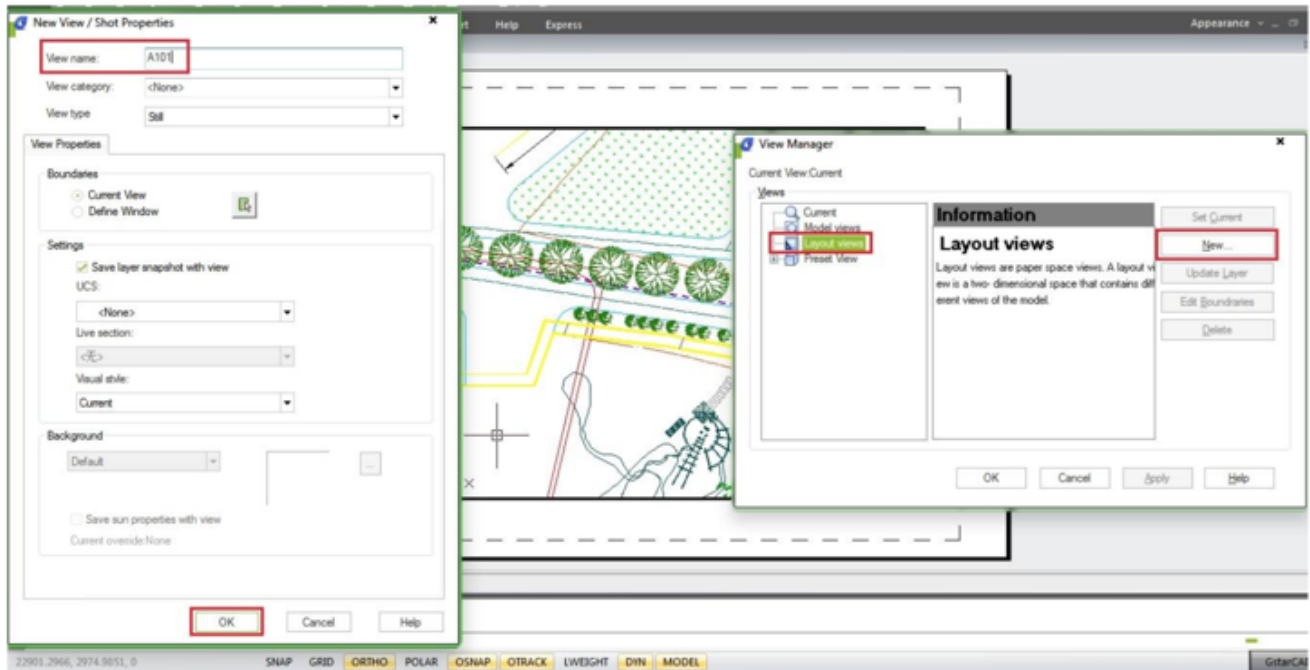 New View / Shot Properties
View name: A101
View category: <None>
View type Still
View Properties
Boundaries
Current View
Define Window
Settings
Save layer snapshot with view
UCS:
<None>
Live section:
<无>
Visual style:
Current
Background
Default
...
Save sun properties with view
Current override:None
OK Cancel Help
Help Express
Appearance
View Manager
Current View:Current
Views
Current
Model views
Layout views
Preset View
Information
Layout views
Layout views are paper space views. A layout vi
ew is a two- dimensional space that contains diff
erent views of the model.
Set Current
New...
Update Layer
Edit Boundaries
Delete
OK Cancel Apply Help
22901.2966, 2974.9851, 0 SNAP GRID ORTHO POLAR OSNAP OTRACK LWEIGHT DYN MODEL GstarCAD